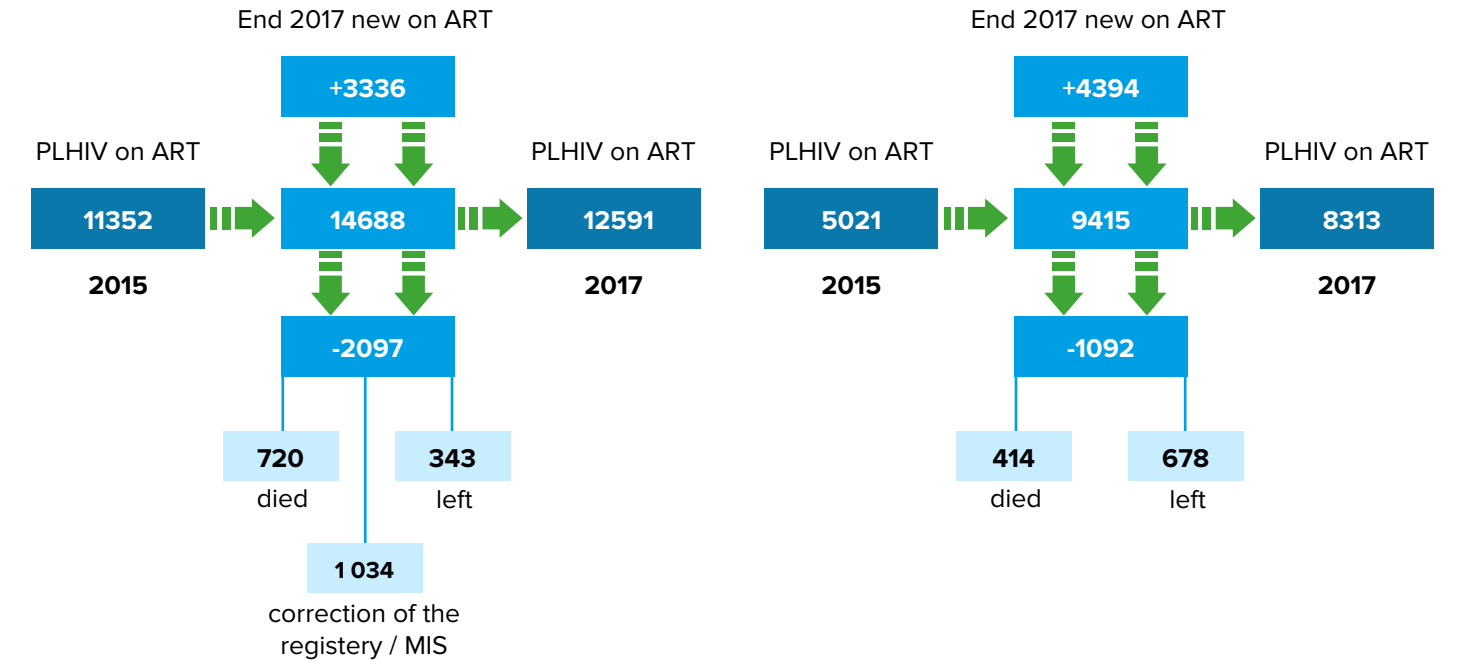 End 2017 new on ART
+3336
PLHIV on ART
11352
2015
14688
PLHIV on ART
12591
2017
-2097
720
died
343
left
1 034
correction of the
registery / MIS
End 2017 new on ART
+4394
PLHIV on ART
5021
2015
9415
PLHIV on ART
8313
2017
-1092
414
died
678
left